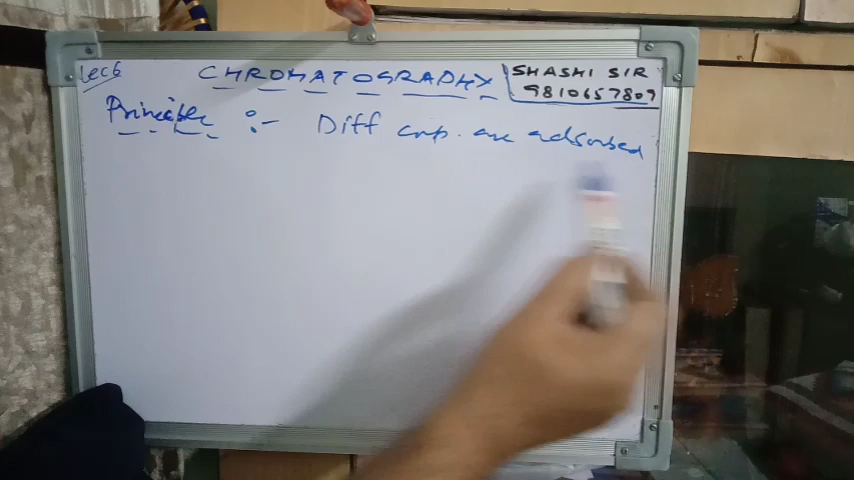 Lec6
CHROMATOGRAPHY
SHASHI SIR
9810657809
Principle :- Diff cmp. are adsorbed